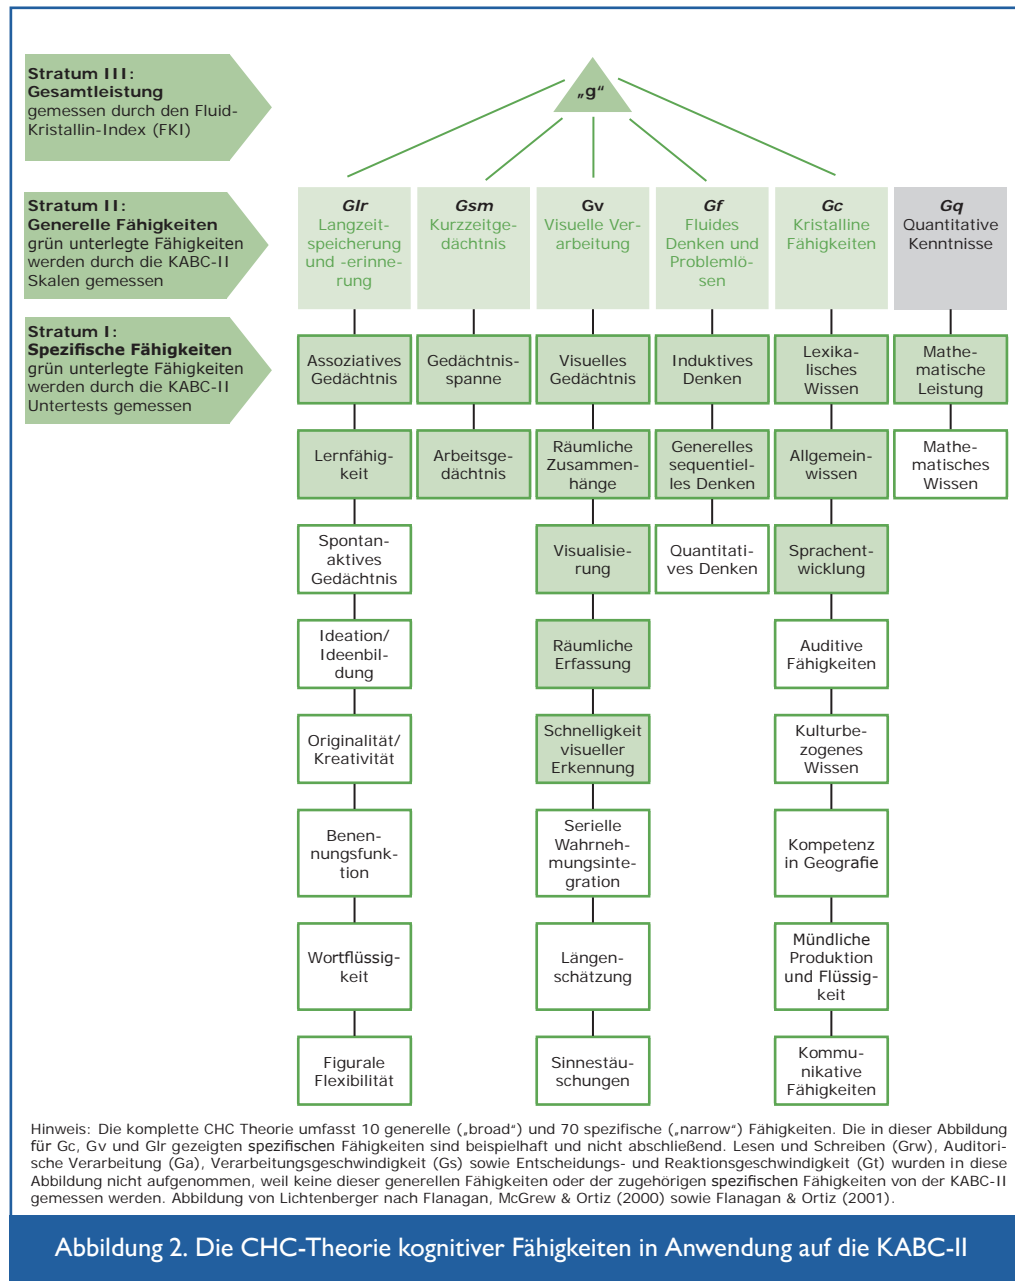 Stratum III:
Gesamtleistung
gemessen durch den Fluid-
Kristallin-Index (FKI)
„g“
Stratum II:
Generelle Fähigkeiten
grün unterlegte Fähigkeiten
werden durch die KABC-II
Skalen gemessen
Glr
Langzeit-
speicherung
und -erinne-
rung
Gsm
Kurzzeitge-
dächtnis
Gv
Visuelle Ver-
arbeitung
Gf
Fluides
Denken und
Problemlö-
sen
Gc
Kristalline
Fähigkeiten
Gq
Quantitative
Kenntnisse
Stratum I:
Spezifische Fähigkeiten
grün unterlegte Fähigkeiten
werden durch die KABC-II
Untertests gemessen
Assoziatives
Gedächtnis
Gedächtnis-
spanne
Visuelles
Gedächtnis
Induktives
Denken
Lexika-
lisches
Wissen
Mathe-
matische
Leistung
Lernfähig-
keit
Arbeitsge-
dächtnis
Räumliche
Zusammen-
hänge
Generelles
sequentiel-
les Denken
Allgemein-
wissen
Mathe-
matisches
Wissen
Spontan-
aktives
Gedächtnis
Visualisie-
rung
Quantitati-
ves Denken
Sprachent-
wicklung
Ideation/
Ideenbil-
dung
Räumliche
Erfassung
Auditive
Fähigkeiten
Originalität/
Kreativität
Schnelligkeit
visueller
Erkennung
Kulturbe-
zogenes
Wissen
Benen-
nungsfunk-
tion
Serielle
Wahrneh-
mungsinte-
gration
Kompetenz
in Geografie
Wortflüssig-
keit
Längen-
schätzung
Mündliche
Produktion
und Flüssig-
keit
Figurale
Flexibilität
Sinnestäu-
schungen
Kommu-
nikative
Fähigkeiten
Hinweis: Die komplette CHC Theorie umfasst 10 generelle („broad“) und 70 spezifische („narrow“) Fähigkeiten. Die in dieser Abbildung
für Gc, Gv und Glr gezeigten spezifischen Fähigkeiten sind beispielhaft und nicht abschließend. Lesen und Schreiben (Grw), Auditori-
sche Verarbeitung (Ga), Verarbeitungsgeschwindigkeit (Gs) sowie Entscheidungs- und Reaktionsgeschwindigkeit (Gt) wurden in diese
Abbildung nicht aufgenommen, weil keine dieser generellen Fähigkeiten oder der zugehörigen spezifischen Fähigkeiten von der KABC-II
gemessen werden. Abbildung von Lichtenberger nach Flanagan, McGrew & Ortiz (2000) sowie Flanagan & Ortiz (2001).
Abbildung 2. Die CHC-Theorie kognitiver Fähigkeiten in Anwendung auf die KABC-II